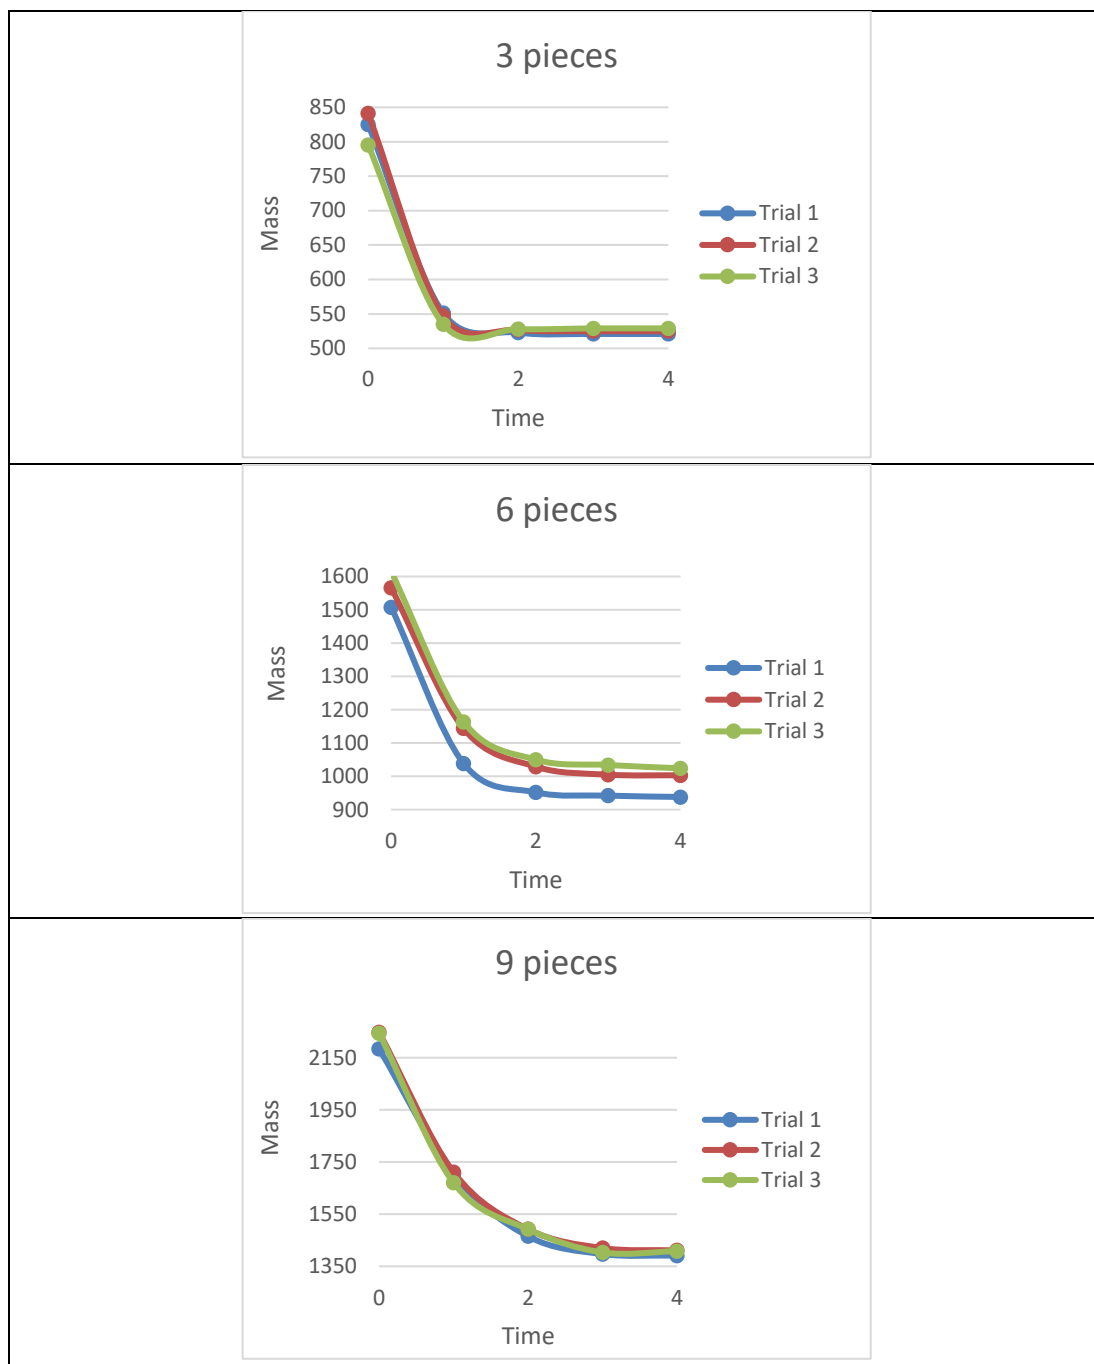 3 pieces
850
800
750
700
650
600
550
500
Mass
0 2 4
Time
Trial 1
Trial 2
Trial 3
6 pieces
1600
1500
1400
1300
1200
1100
1000
900
Mass
0 2 4
Time
Trial 1
Trial 2
Trial 3
9 pieces
2150
1950
1750
1550
1350
Mass
0 2 4
Time
Trial 1
Trial 2
Trial 3